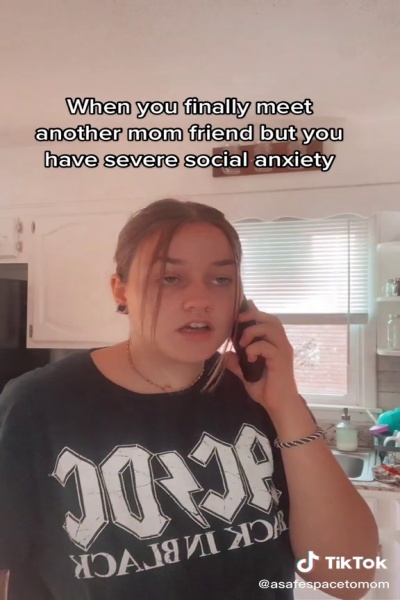 When you finally meet
another mom friend but you
have severe social anxiety
AC⚡DC
BACK IN BLACK
TikTok
@asafespacetomom